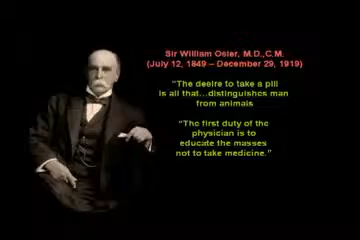 Sir William Osler, M.D.,C.M.
(July 12, 1849 – December 29, 1919)
“The desire to take a pill
is all that…distinguishes man
from animals
“The first duty of the
physician is to
educate the masses
not to take medicine.”